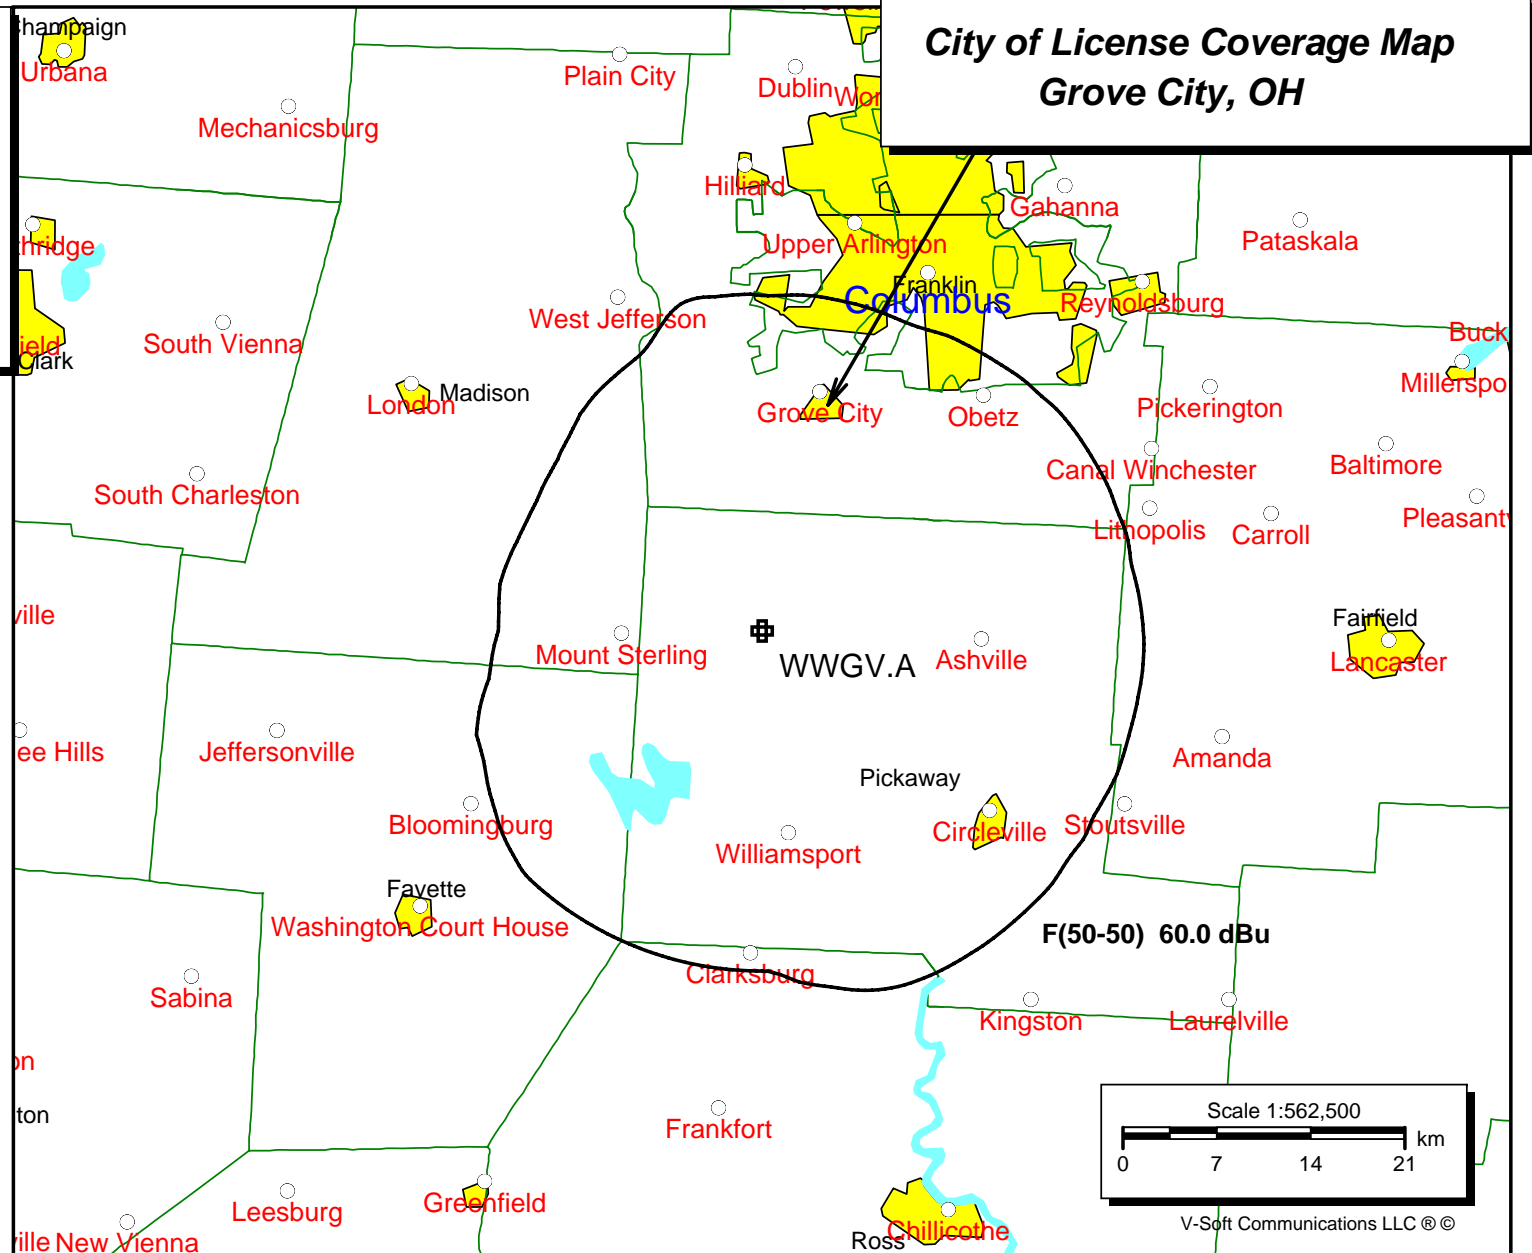 City of License Coverage Map
Grove City, OH
Champaign
Urbana
Plain City
Dublin
Mechanicsburg
Hilliard
Gahanna
Upper Arlington
Pataskala
Franklin
Columbus
Reynoldsburg
West Jefferson
South Vienna
Clark
Madison
London
Grove City
Obetz
Pickerington
Canal Winchester
Baltimore
South Charleston
Lithopolis
Carroll
Fairfield
Lancaster
Mount Sterling
WWGV.A
Ashville
Jeffersonville
Amanda
Pickaway
Bloomingburg
Circleville
Stoutsville
Williamsport
Fayette
Washington Court House
F(50-50) 60.0 dBu
Clarksburg
Sabina
Kingston
Laurelville
Frankfort
Scale 1:562,500
km
0 7 14 21
Leesburg
Greenfield
Chillicothe
Ross
New Vienna
V-Soft Communications LLC ® ©